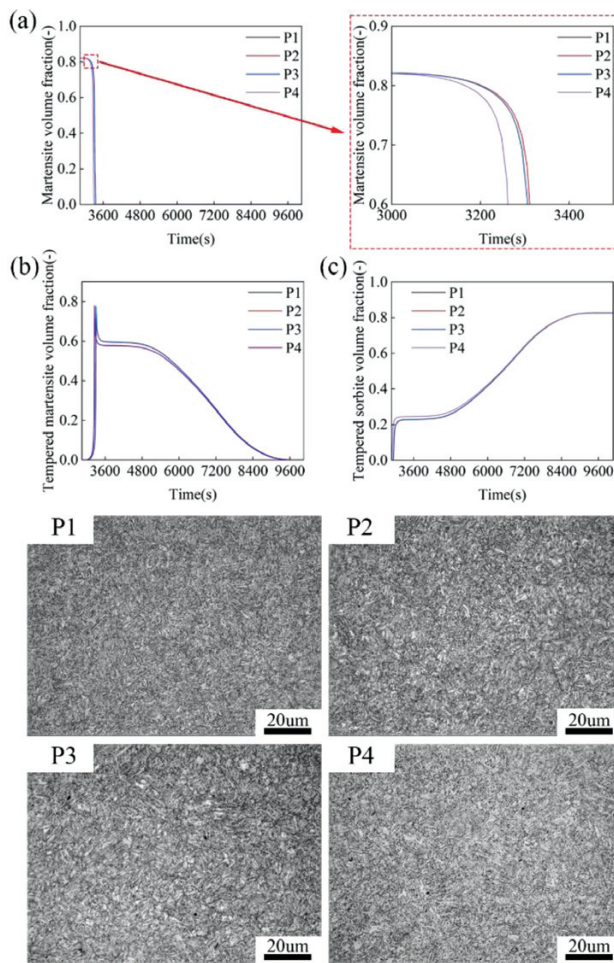 (a)
Martensite volume fraction(-)
1.0
0.8
0.6
0.4
0.2
0.0
P1
P2
P3
P4
3600 4800 6000 7200 8400 9600
Time(s)
Martensite volume fraction(-)
0.9
0.8
0.7
0.6
P1
P2
P3
P4
3000 3200 3400
Time(s)
(b)
Tempered martensite volume fraction(-)
0.8
0.6
0.4
0.2
0.0
P1
P2
P3
P4
3600 4800 6000 7200 8400 9600
Time(s)
(c)
Tempered sorbite volume fraction(-)
1.0
0.8
0.6
0.4
0.2
0.0
P1
P2
P3
P4
3600 4800 6000 7200 8400 9600
Time(s)
P1
20um
P2
20um
P3
20um
P4
20um